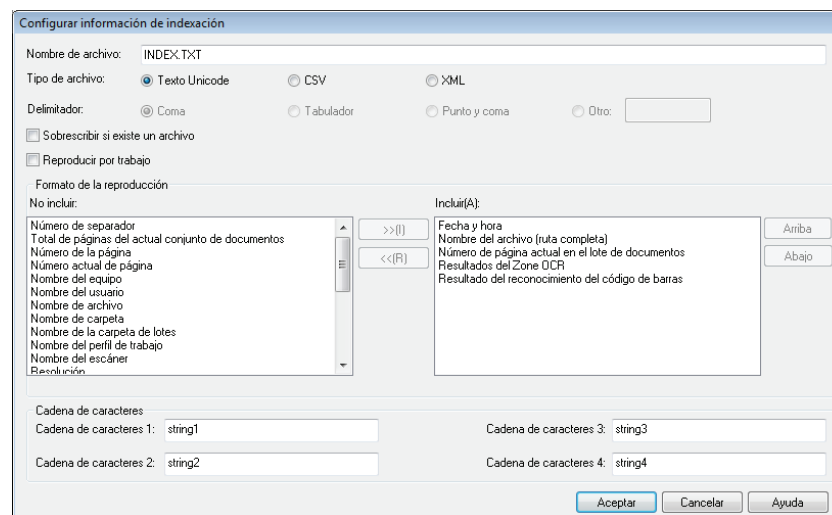 Configurar información de indexación
Nombre de archivo: INDEX.TXT
Tipo de archivo: Texto Unicode CSV XML
Delimitador: Coma Tabulador Punto y coma Otro:
Sobrescribir si existe un archivo
Reproducir por trabajo
Formato de la reproducción
No incluir:
Número de separador
Total de páginas del actual conjunto de documentos
Número de la página
Número actual de página
Nombre del equipo
Nombre del usuario
Nombre de archivo
Nombre de carpeta
Nombre de la carpeta de lotes
Nombre del perfil de trabajo
Nombre del escáner
Resolución
>>(I)
<<(R)
Incluir(A):
Fecha y hora
Nombre del archivo (ruta completa)
Número de página actual en el lote de documentos
Resultados del Zone OCR
Resultado del reconocimiento del código de barras
Arriba
Abajo
Cadena de caracteres
Cadena de caracteres 1: string1 Cadena de caracteres 3: string3
Cadena de caracteres 2: string2 Cadena de caracteres 4: string4
Aceptar Cancelar Ayuda